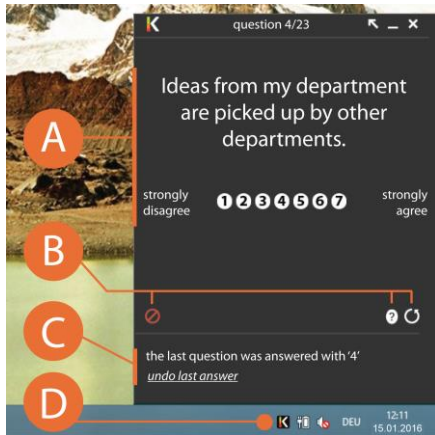 K question 4/23
A
Ideas from my department
are picked up by other
departments.
strongly
disagree
1 2 3 4 5 6 7
strongly
agree
B
?
C
the last question was answered with '4'
undo last answer
D
K DEU 12:11
15.01.2016